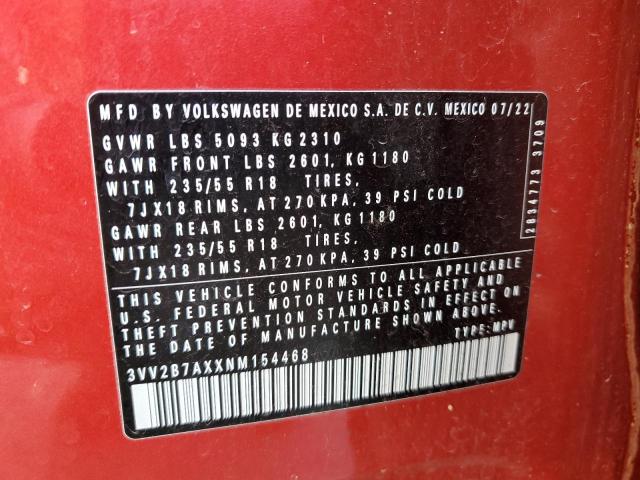 MFD BY VOLKSWAGEN DE MEXICO S.A. DE C.V. MEXICO 07/22
GVWR LBS 5093 KG 2310
GAWR FRONT LBS 2601, KG 1180
WITH 235/55 R18 TIRES,
7JX18 RIMS, AT 270 KPA, 39 PSI COLD
GAWR REAR LBS 2601, KG 1180
WITH 235/55 R18 TIRES,
7JX18 RIMS, AT 270 KPA, 39 PSI COLD
THIS VEHICLE CONFORMS TO ALL APPLICABLE
U.S. FEDERAL MOTOR VEHICLE SAFETY AND
THEFT PREVENTION STANDARDS IN EFFECT ON
THE DATE OF MANUFACTURE SHOWN ABOVE.
TYPE: MPV
3VV2B7AXXNM154468
2B34773 3709